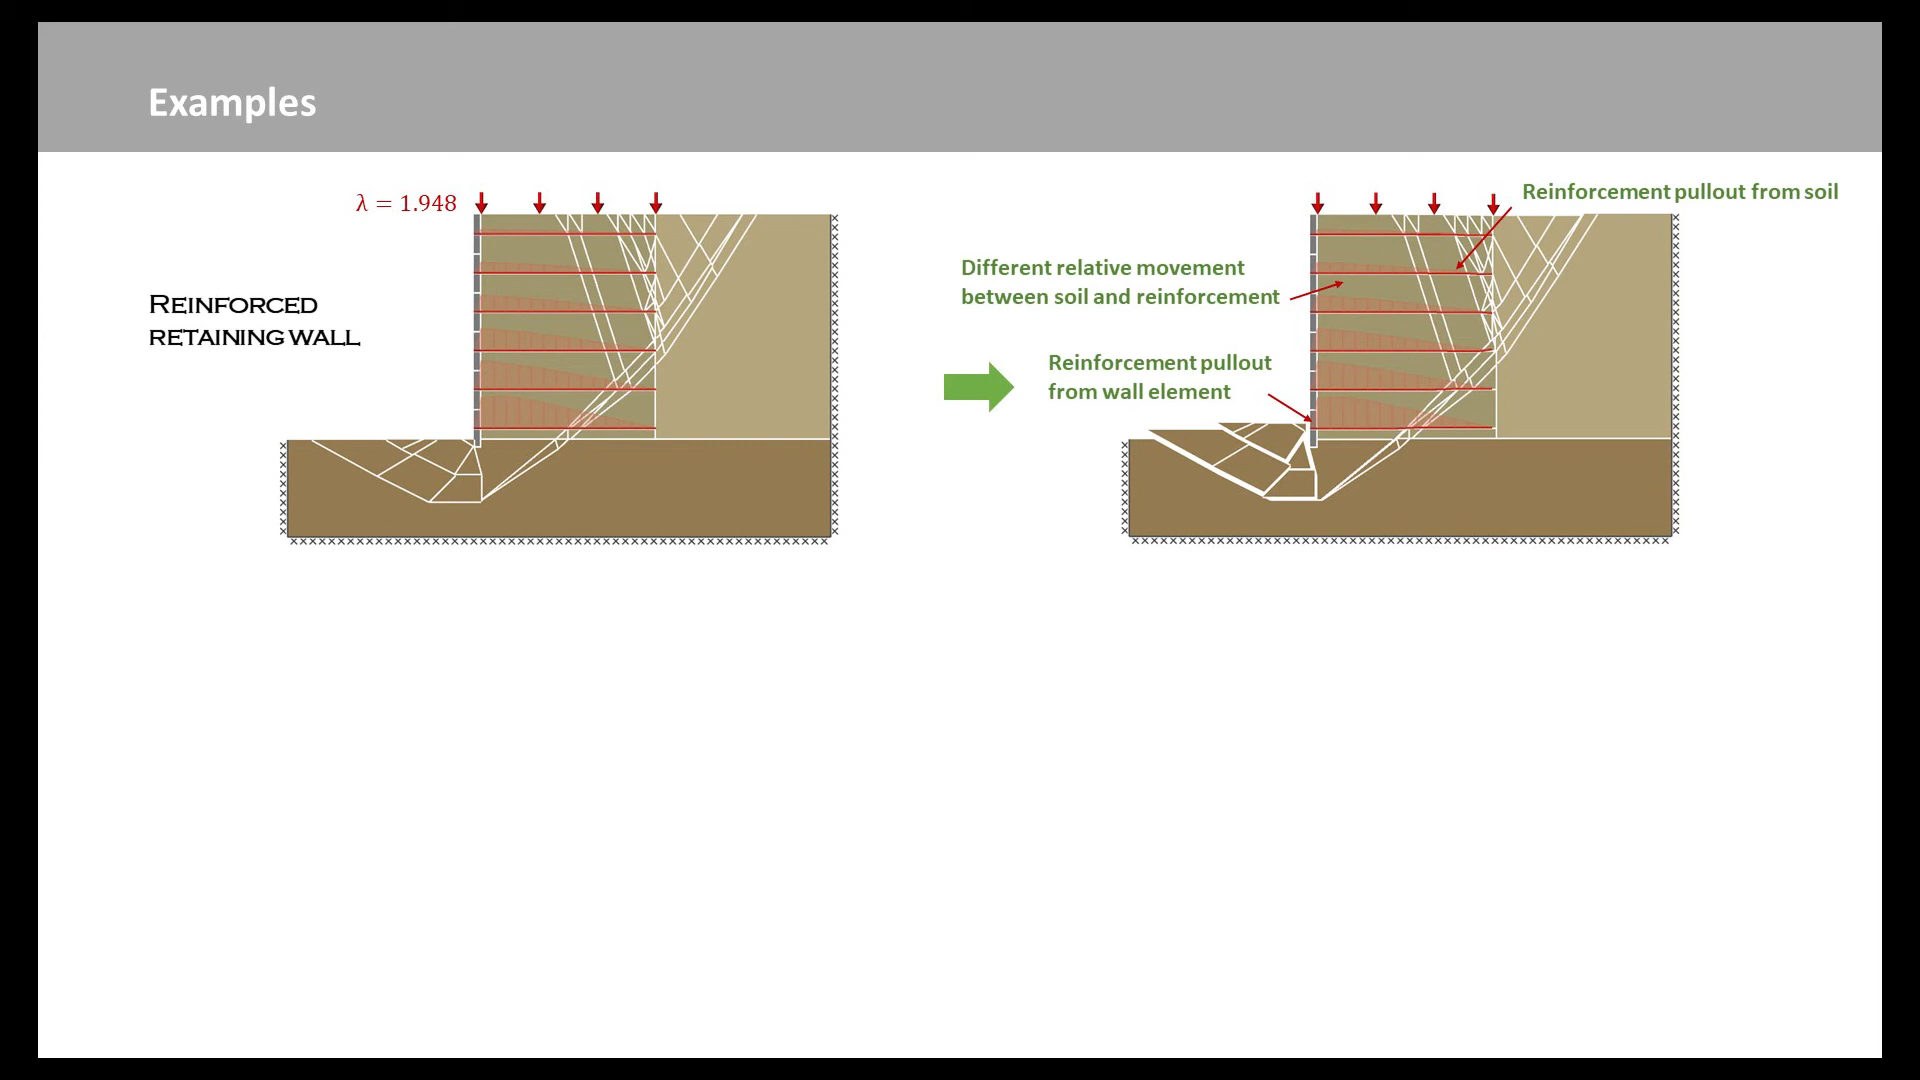 Examples
λ = 1.948
Reinforcement pullout from soil
Different relative movement
between soil and reinforcement
REINFORCED
RETAINING WALL
Reinforcement pullout
from wall element